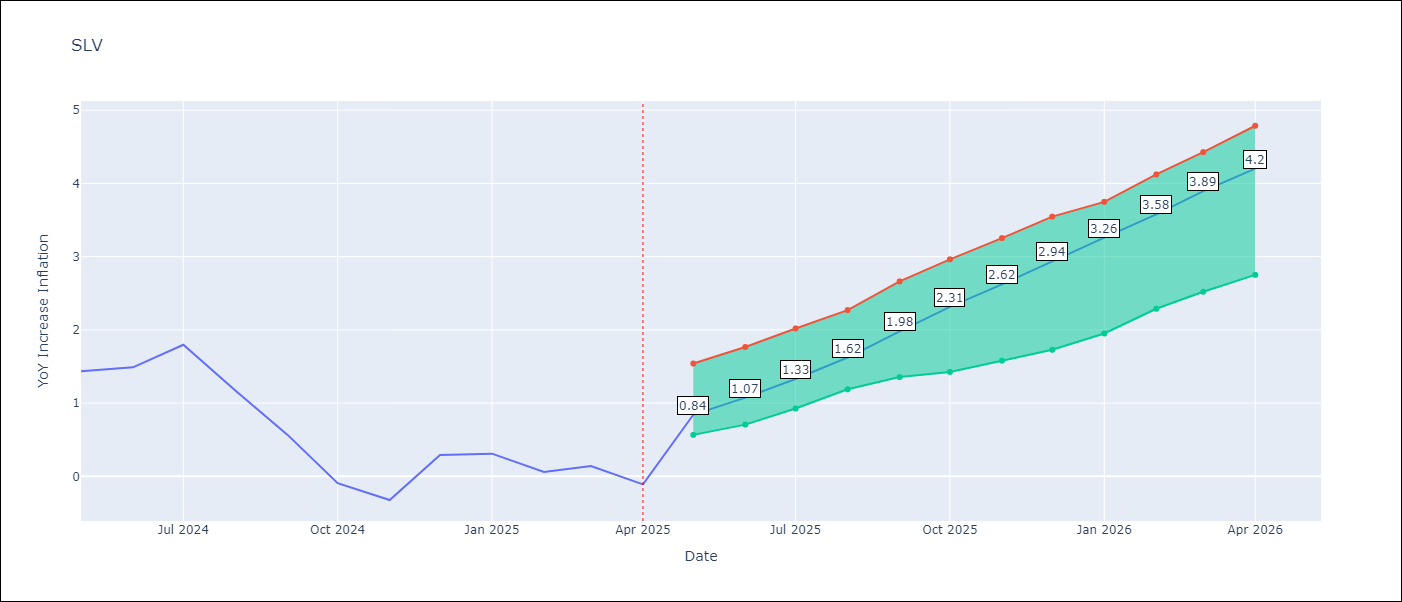 SLV
YoY Increase Inflation
5
4
3
2
1
0
0.84
1.07
1.33
1.62
1.98
2.31
2.62
2.94
3.26
3.58
3.89
4.2
Jul 2024
Oct 2024
Jan 2025
Apr 2025
Jul 2025
Oct 2025
Jan 2026
Apr 2026
Date